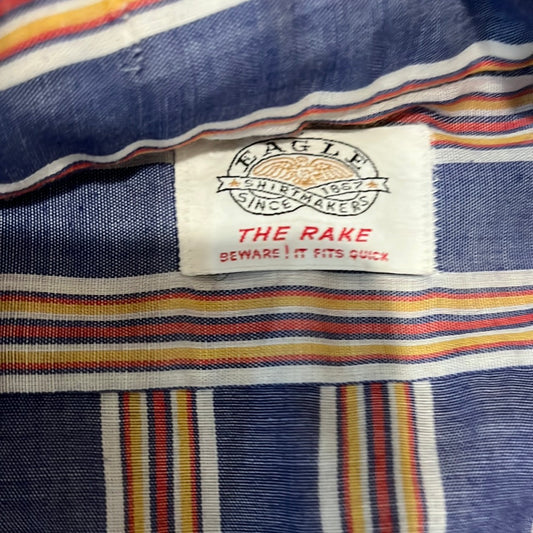 EAGLE
SHIRTMAKERS
SINCE 1867
THE RAKE
BEWARE! IT FITS QUICK